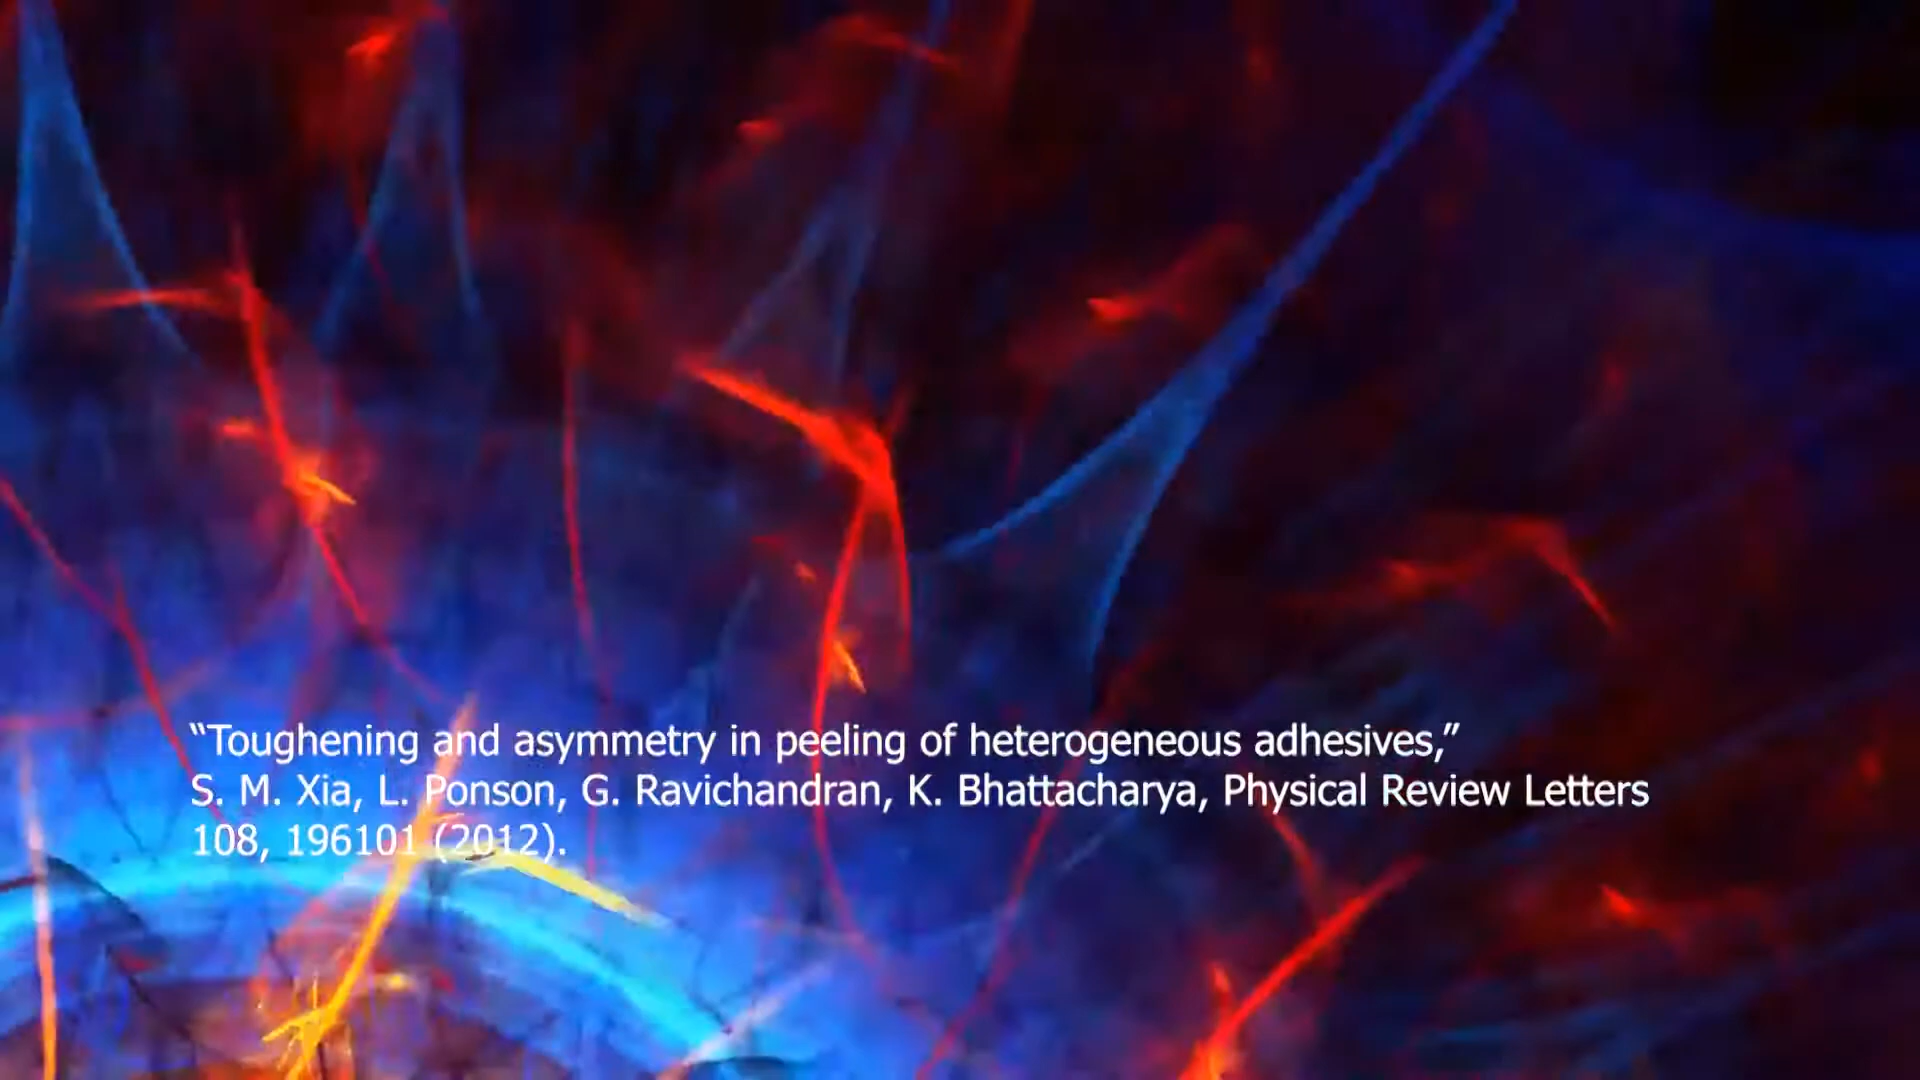 “Toughening and asymmetry in peeling of heterogeneous adhesives,”
S. M. Xia, L. Ponson, G. Ravichandran, K. Bhattacharya, Physical Review Letters
108, 196101 (2012).